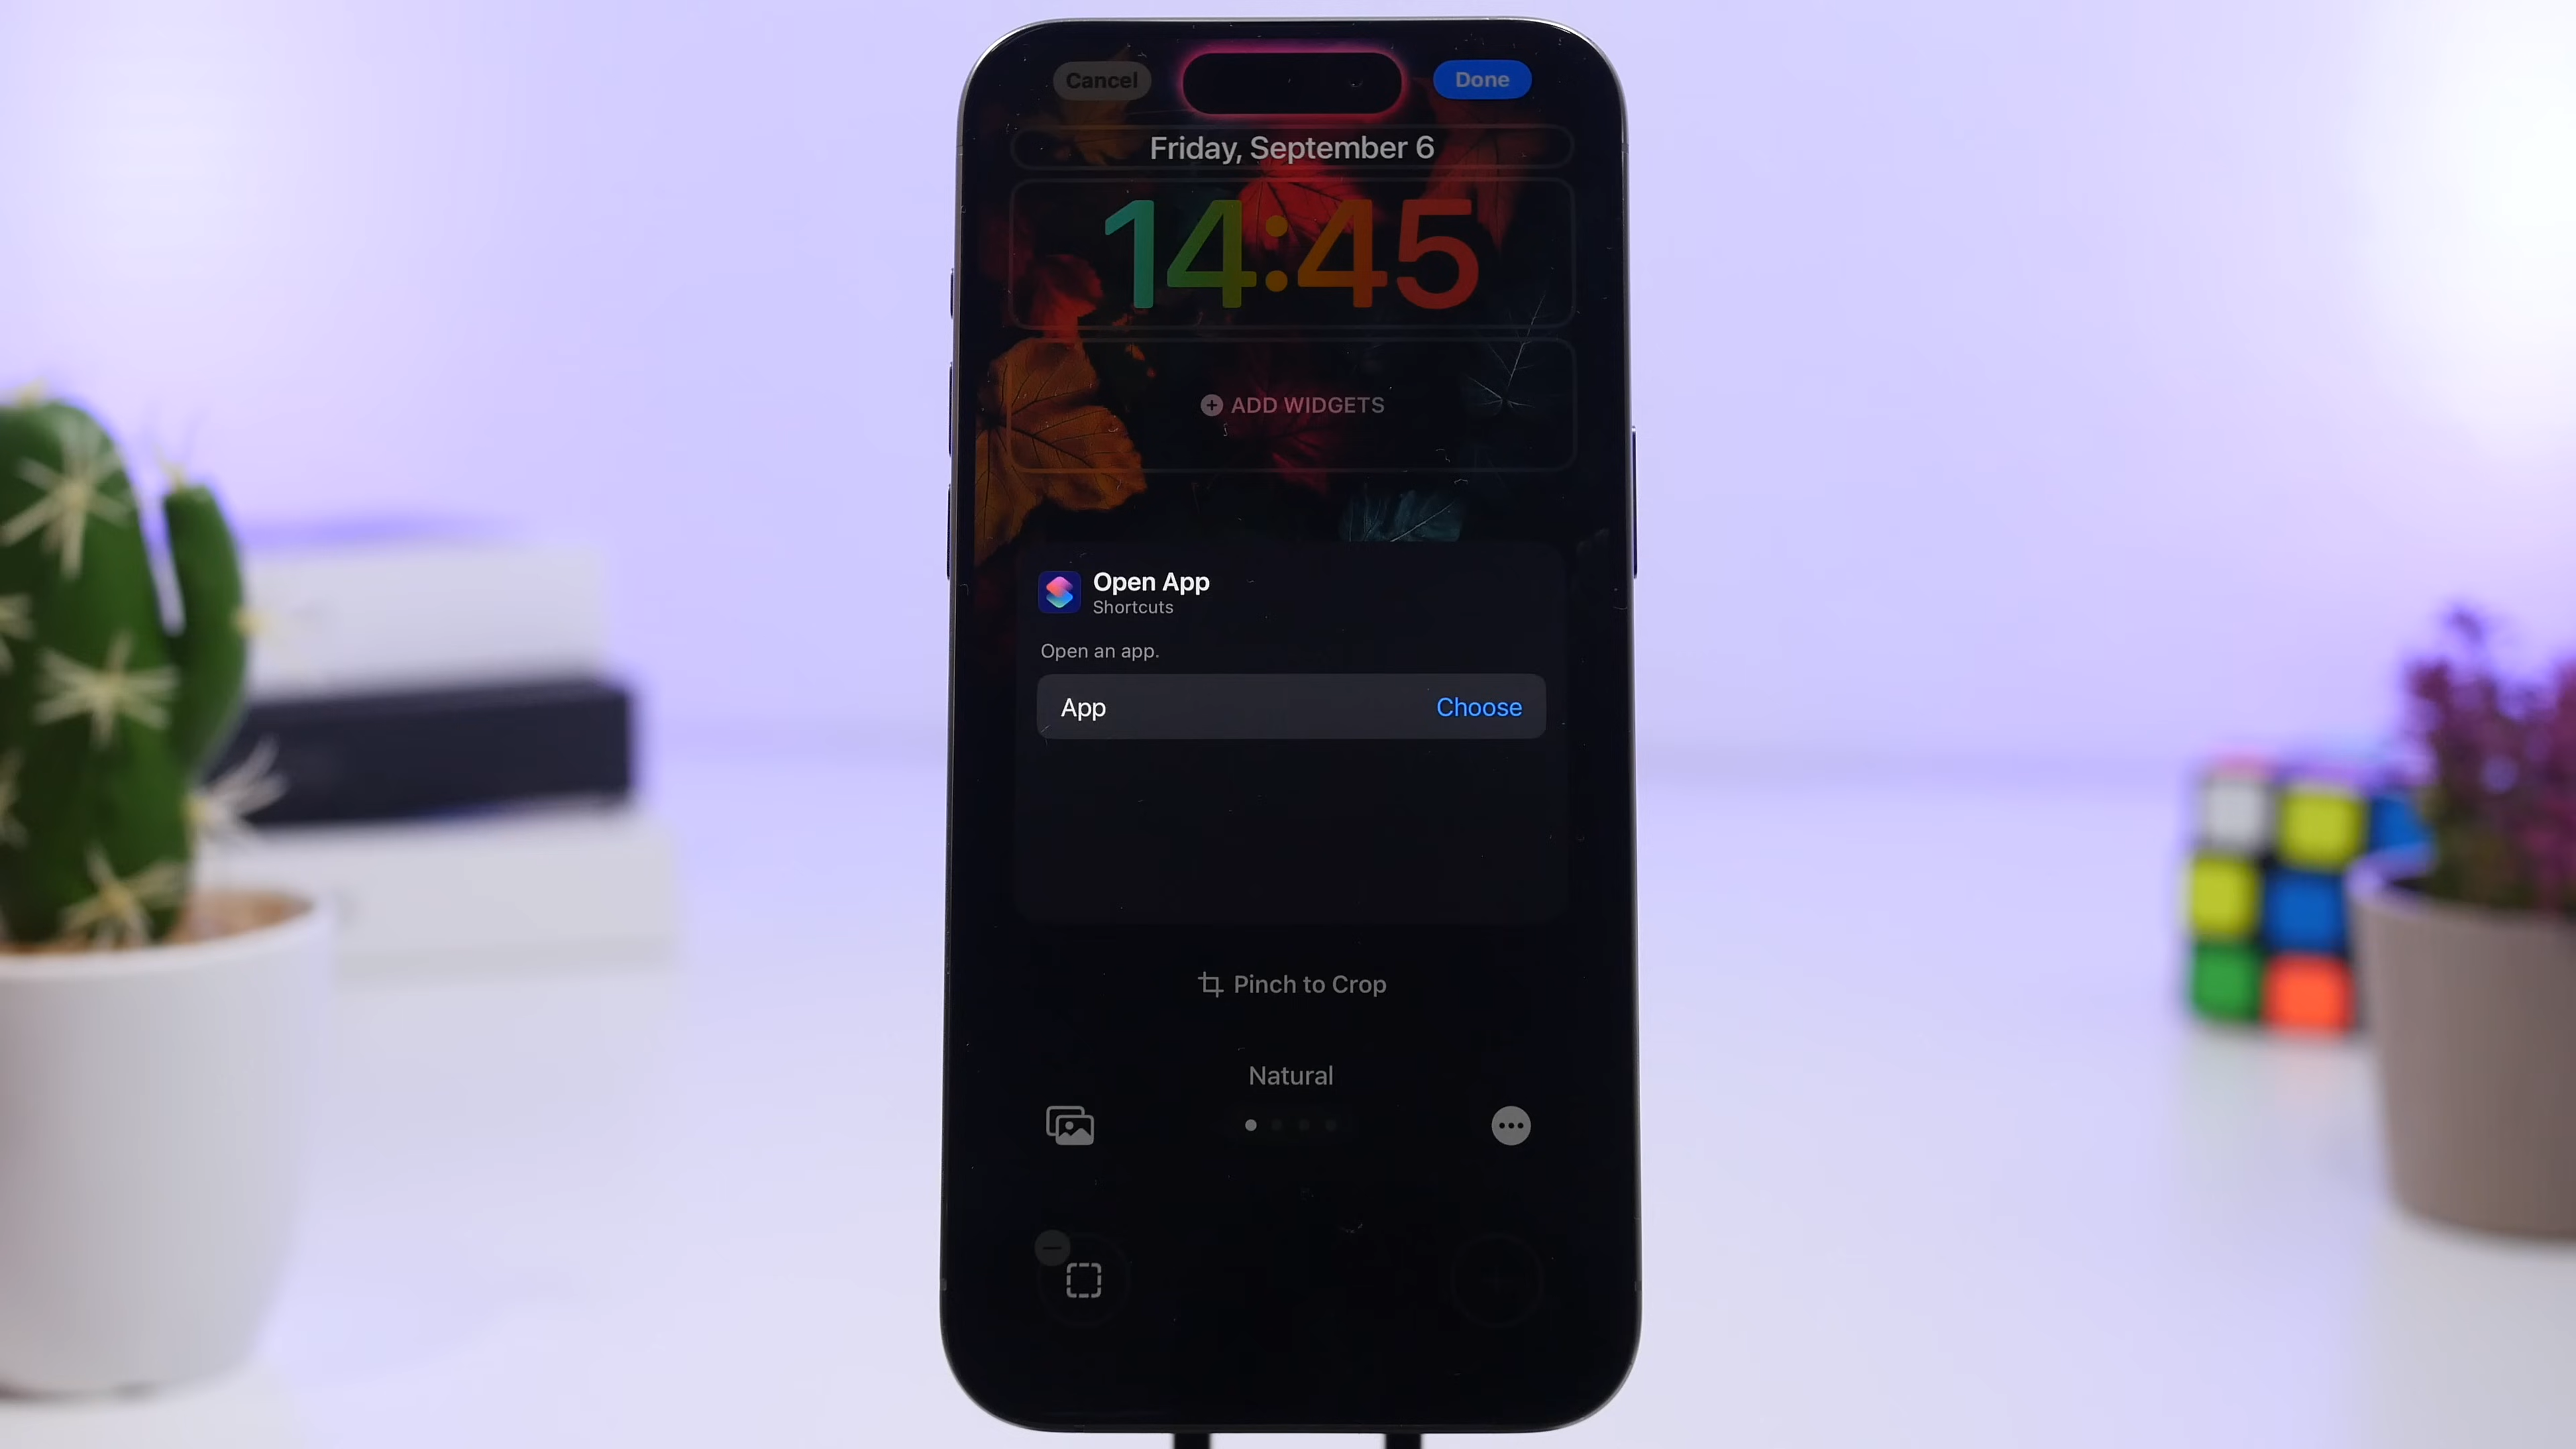 Cancel
Done
Friday, September 6
14:45
ADD WIDGETS
Open App
Shortcuts
Open an app.
App
Choose
Pinch to Crop
Natural